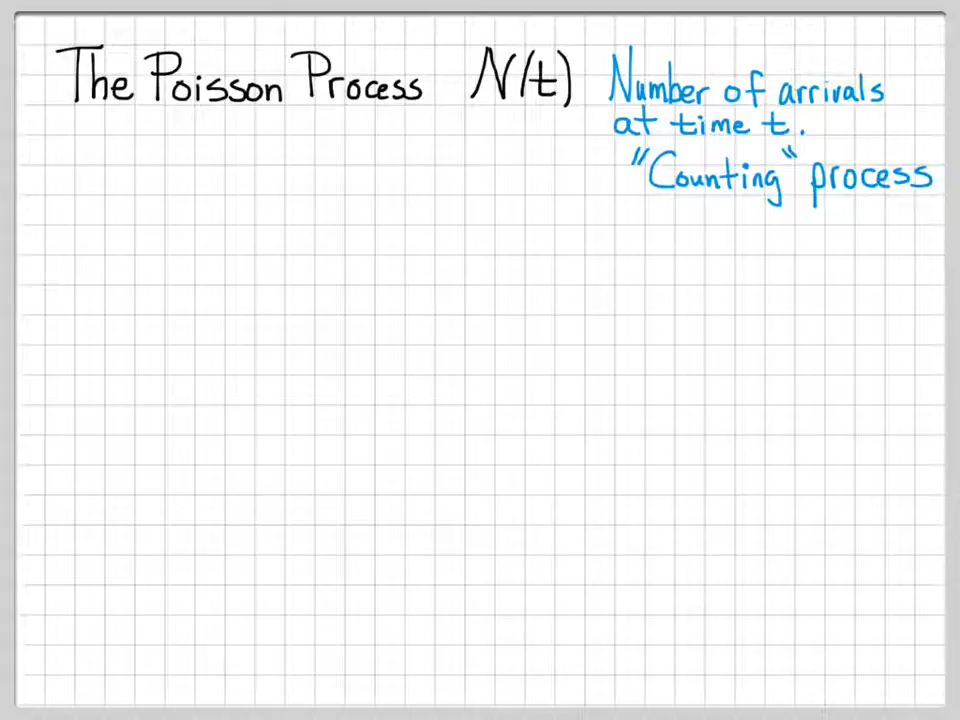 The Poisson Process N(t) Number of arrivals
at time t.
"Counting" process